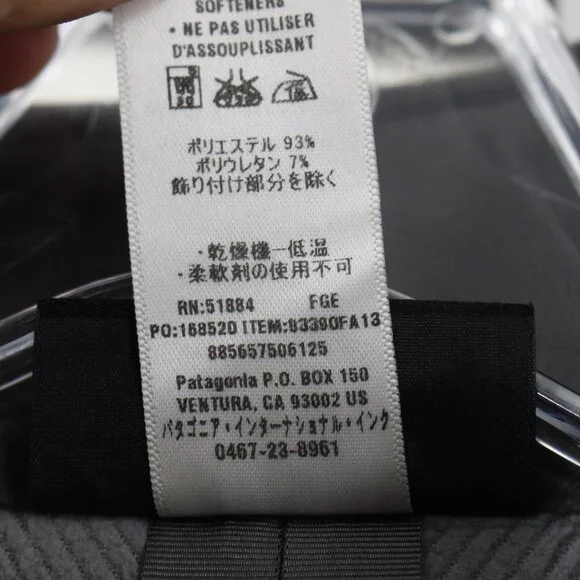 SOFTENERS
• NE PAS UTILISER
D'ASSOUPLISSANT
ポリエステル 93%
ポリウレタン 7%
飾り付け部分を除く
・乾燥機一低温
・柔軟剤の使用不可
RN:51884 FGE
PO:168520 ITEM:83390FA13
885657506125
Patagonia P.O. BOX 150
VENTURA, CA 93002 US
パタゴニア・インターナショナル・インク
0467-23-8961